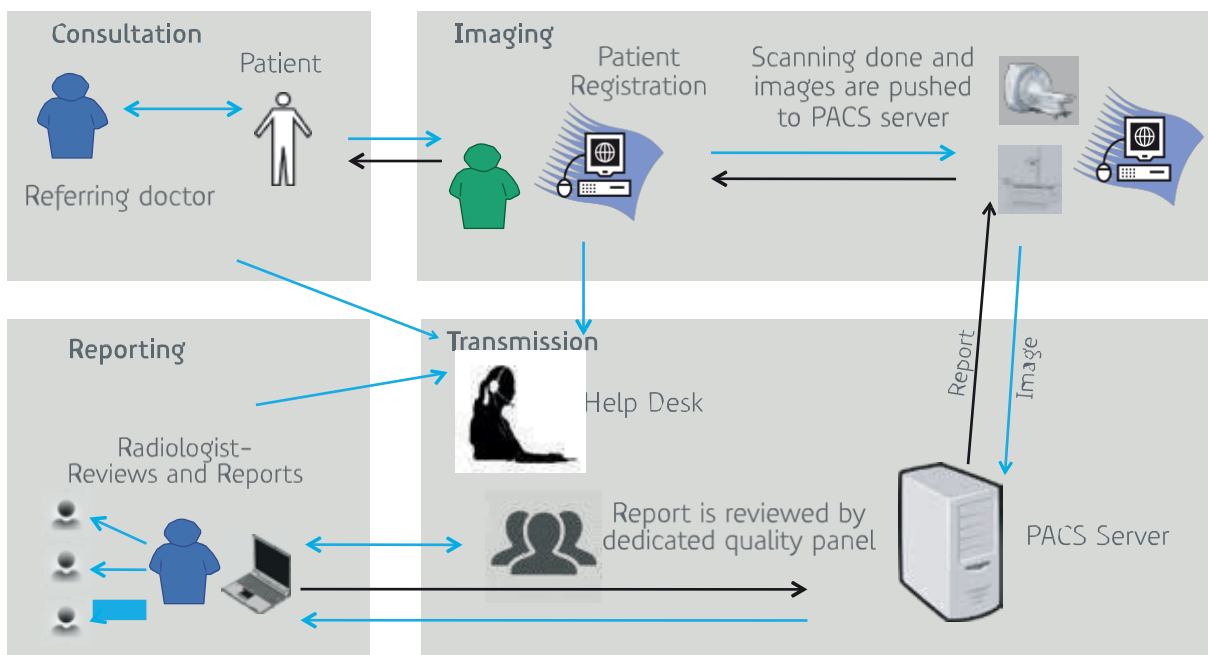 Consultation
Patient
Referring doctor
Imaging
Patient
Registration
Scanning done and
images are pushed
to PACS server
Reporting
Radiologist-
Reviews and Reports
Transmission
Help Desk
Report is reviewed by
dedicated quality panel
Report
Image
PACS Server